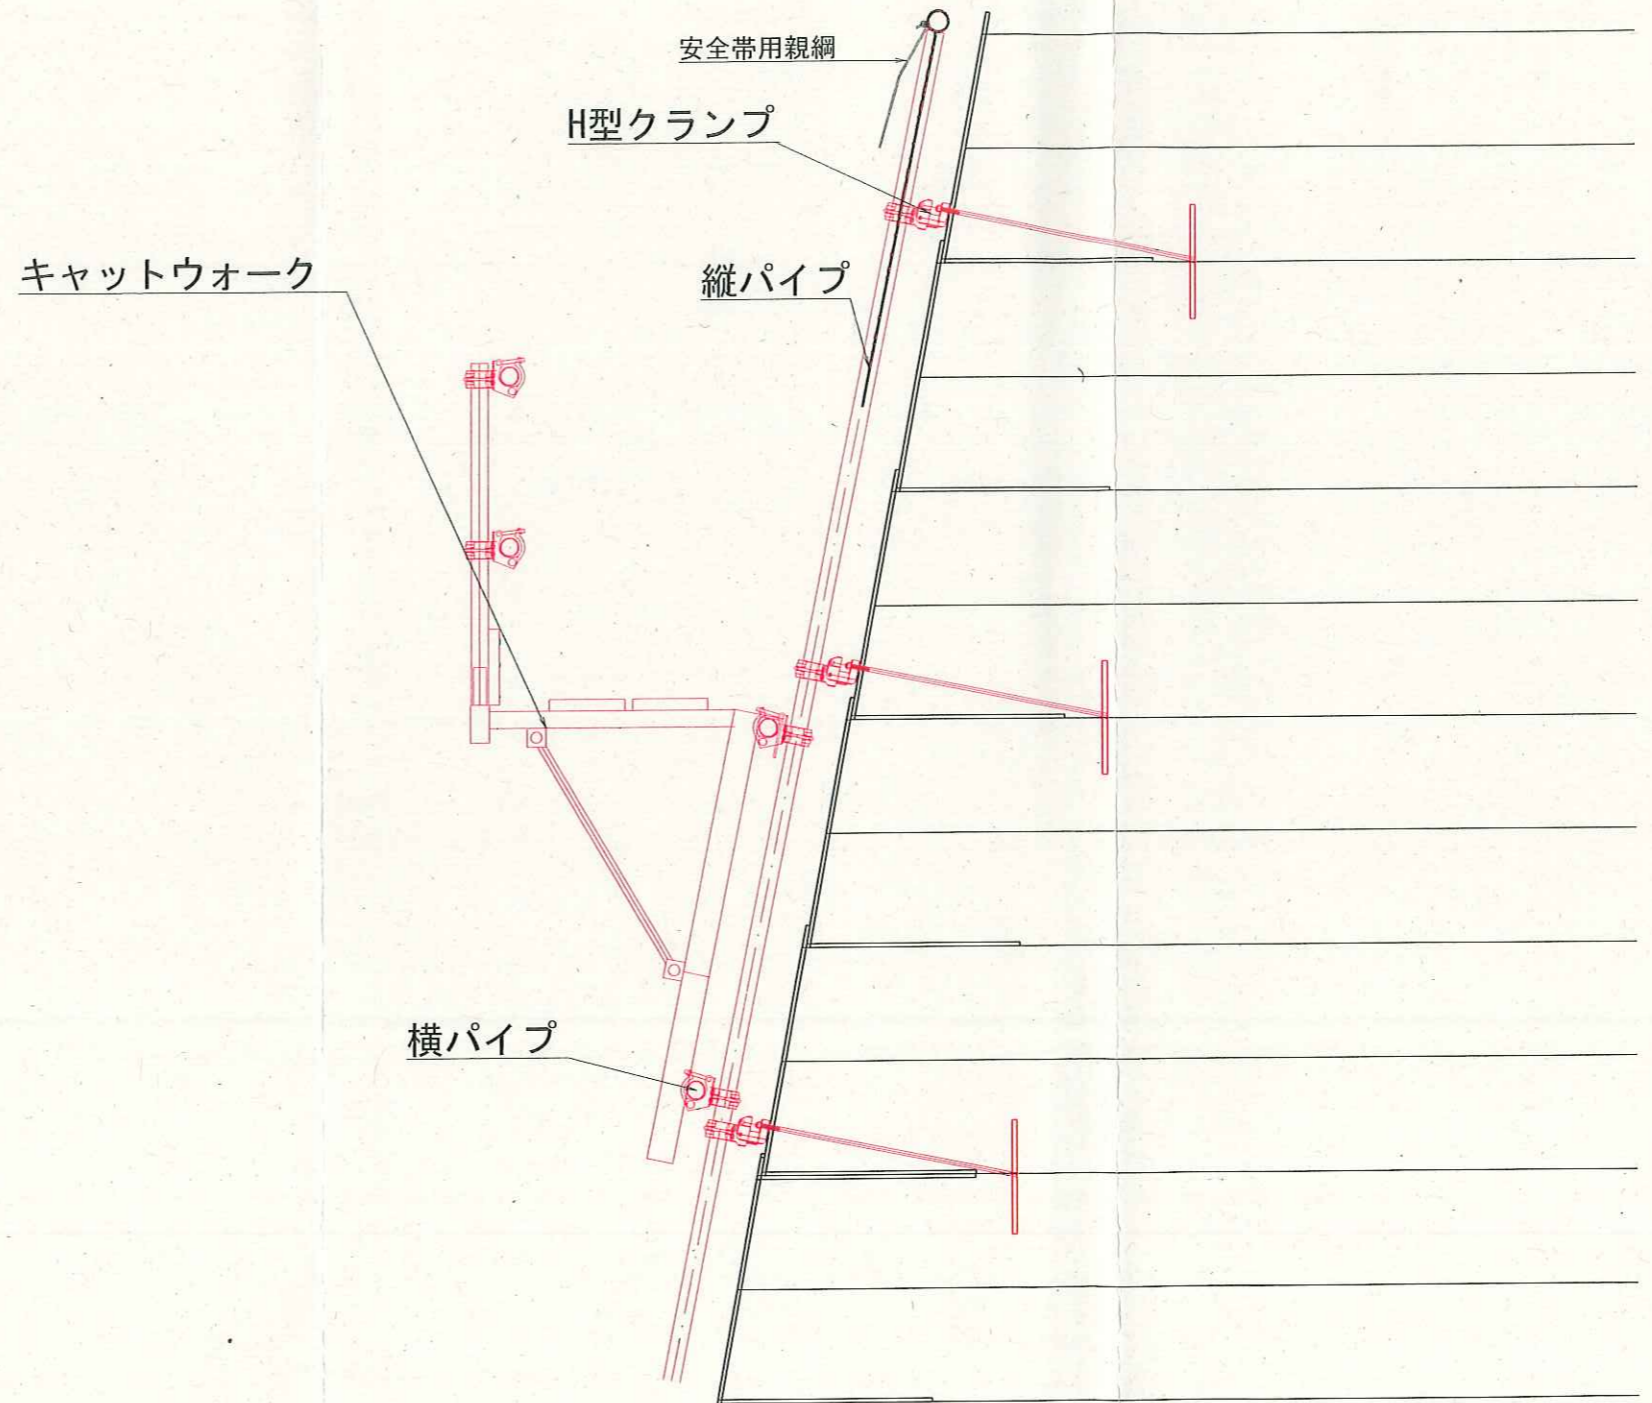 安全帯用親綱
H型クランプ
キャットウォーク
縦パイプ
横パイプ